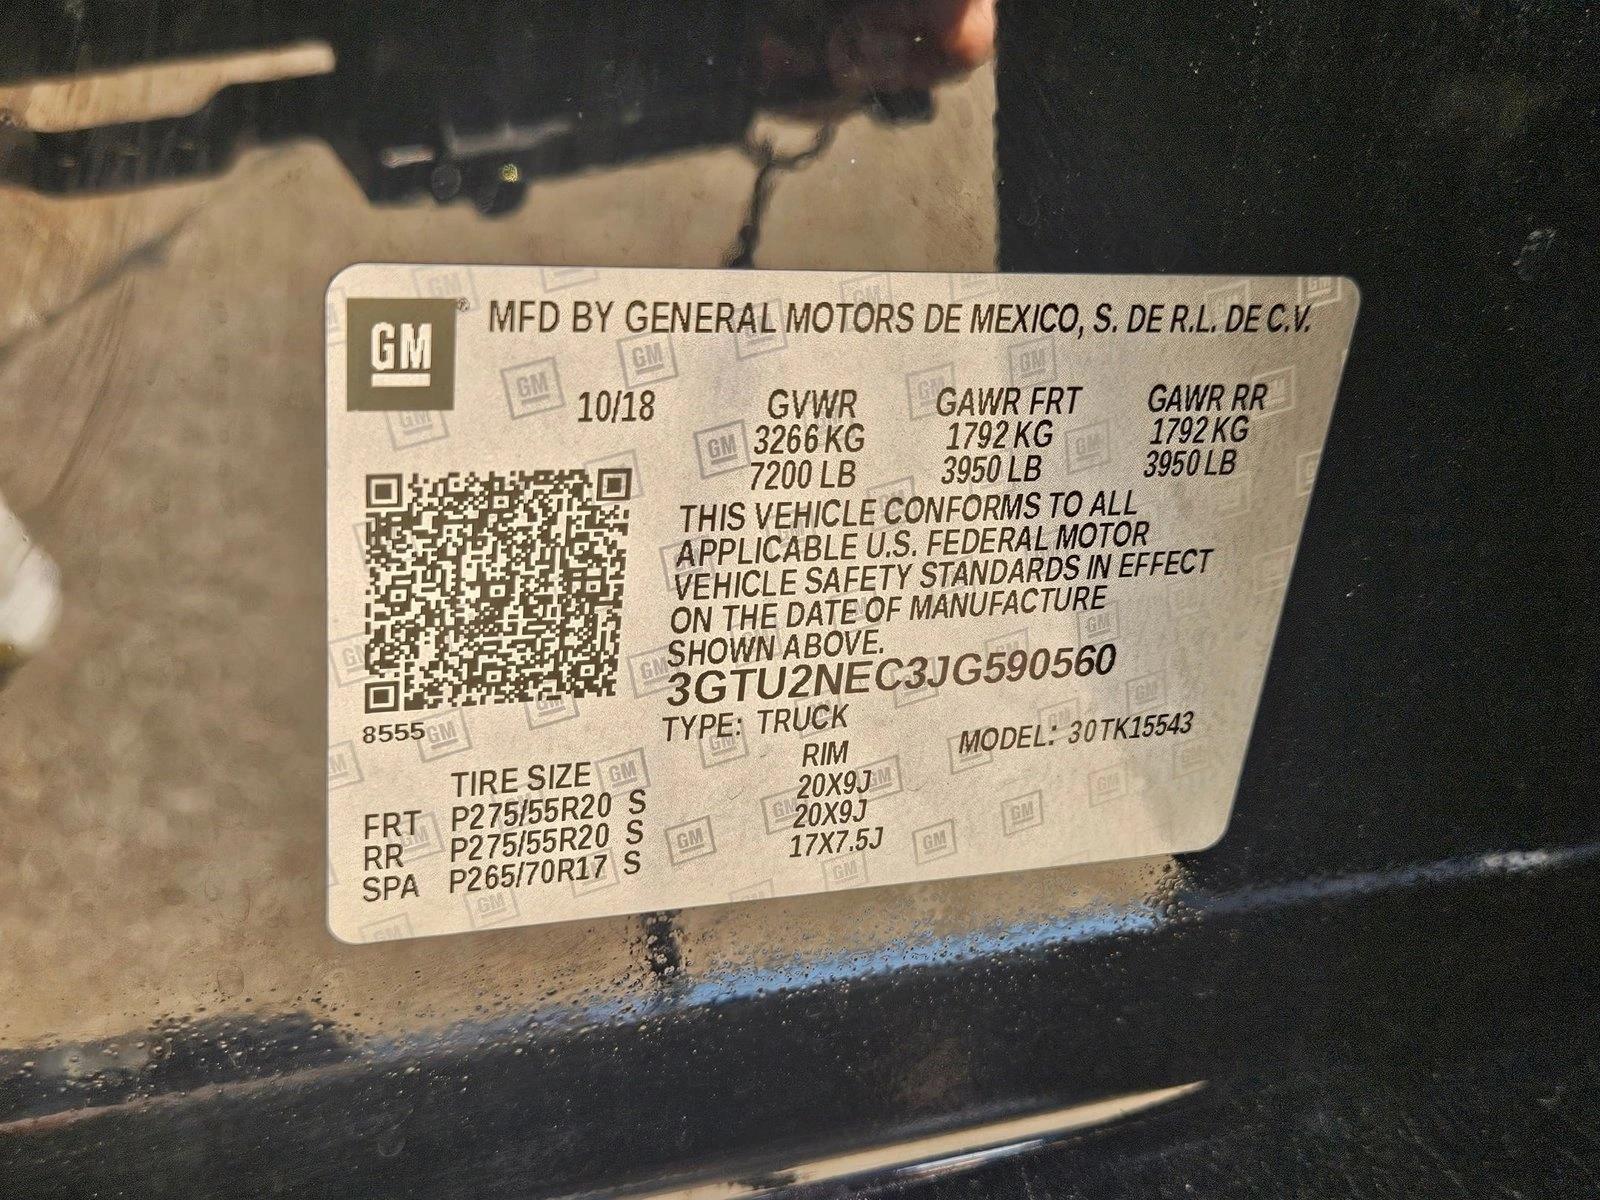 GM
® MFD BY GENERAL MOTORS DE MEXICO, S. DE R.L. DE C.V.
10/18 GVWR GAWR FRT GAWR RR
3266 KG 1792 KG 1792 KG
7200 LB 3950 LB 3950 LB
THIS VEHICLE CONFORMS TO ALL
APPLICABLE U.S. FEDERAL MOTOR
VEHICLE SAFETY STANDARDS IN EFFECT
ON THE DATE OF MANUFACTURE
SHOWN ABOVE.
3GTU2NEC3JG590560
8555
TYPE: TRUCK MODEL: 30TK15543
TIRE SIZE RIM
FRT P275/55R20 S 20X9J
RR P275/55R20 S 20X9J
SPA P265/70R17 S 17X7.5J